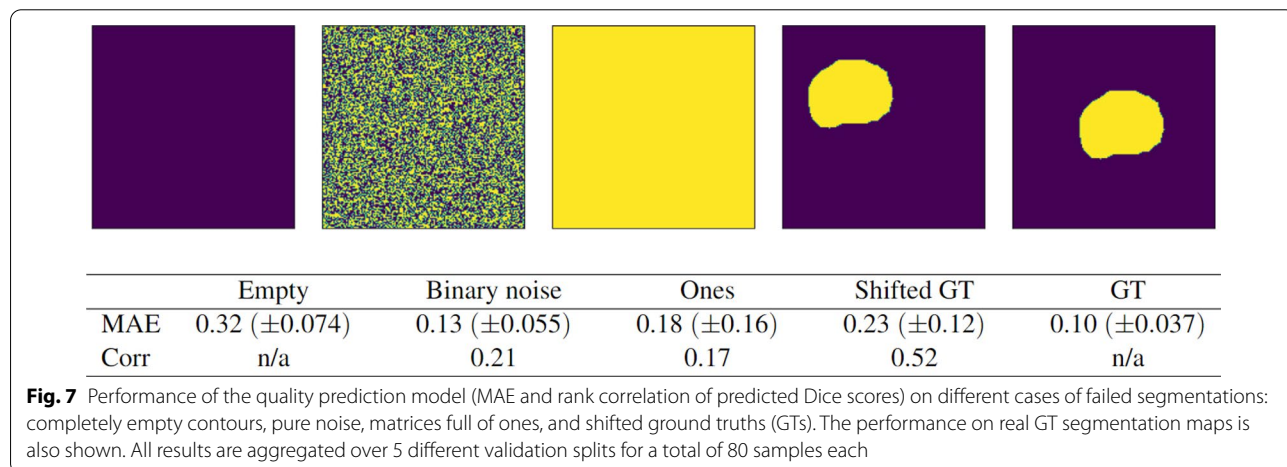 Empty Binary noise Ones Shifted GT GT
MAE 0.32 (±0.074) 0.13 (±0.055) 0.18 (±0.16) 0.23 (±0.12) 0.10 (±0.037)
Corr n/a 0.21 0.17 0.52 n/a
Fig. 7 Performance of the quality prediction model (MAE and rank correlation of predicted Dice scores) on different cases of failed segmentations:
completely empty contours, pure noise, matrices full of ones, and shifted ground truths (GTs). The performance on real GT segmentation maps is
also shown. All results are aggregated over 5 different validation splits for a total of 80 samples each